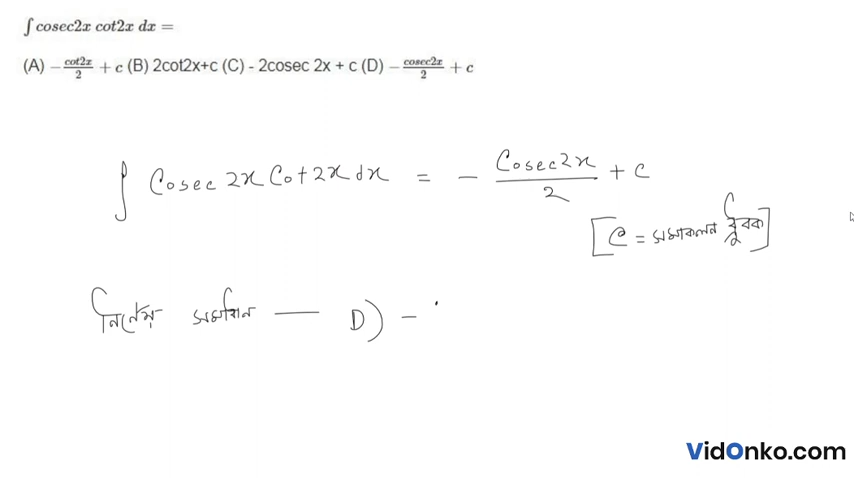 ∫ cosec2x cot2x dx =
(A) − cot2x/2 + c (B) 2cot2x+c (C) - 2cosec 2x + c (D) − cosec2x/2 + c
∫ Cosec 2x Cot 2x dx = − Cosec2x/2 + C
[C = সমাকলন ধ্রুবক]
নির্ণেয় সমাধান — D) −
VidOnko.com